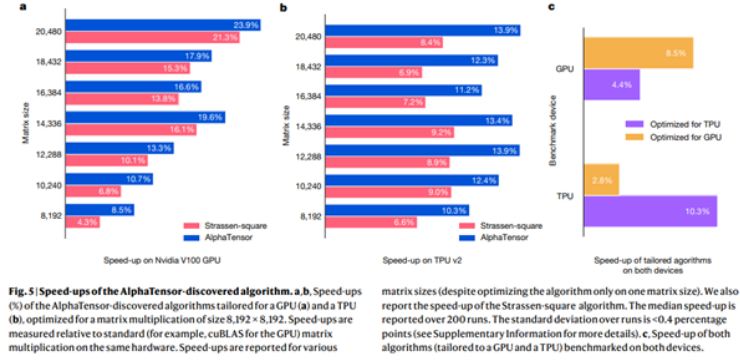 a
b
c
20,480
23.9%
21.3%
18,432
17.9%
15.3%
16,384
16.6%
13.8%
14,336
19.6%
16.1%
12,288
13.3%
10.1%
10,240
10.7%
6.8%
8,192
8.5%
4.3%
Matrix size
Strassen-square
AlphaTensor
Speed-up on Nvidia V100 GPU
20,480
13.9%
8.4%
18,432
12.3%
6.9%
16,384
11.2%
7.2%
14,336
13.4%
9.2%
12,288
13.9%
8.9%
10,240
12.4%
9.0%
8,192
10.3%
6.6%
Matrix size
Strassen-square
AlphaTensor
Speed-up on TPU v2
GPU
8.5%
4.4%
Optimized for TPU
Optimized for GPU
Benchmark device
TPU
2.8%
10.3%
Speed-up of tailored agorithms
on both devices
Fig. 5 | Speed-ups of the AlphaTensor-discovered algorithm. a,b, Speed-ups
(%) of the AlphaTensor-discovered algorithms tailored for a GPU (a) and a TPU
(b), optimized for a matrix multiplication of size 8,192 × 8,192. Speed-ups are
measured relative to standard (for example, cuBLAS for the GPU) matrix
multiplication on the same hardware. Speed-ups are reported for various
matrix sizes (despite optimizing the algorithm only on one matrix size). We also
report the speed-up of the Strassen-square algorithm. The median speed-up is
reported over 200 runs. The standard deviation over runs is <0.4 percentage
points (see Supplementary Information for more details). c, Speed-up of both
algorithms (tailored to a GPU and a TPU) benchmarked on both devices.